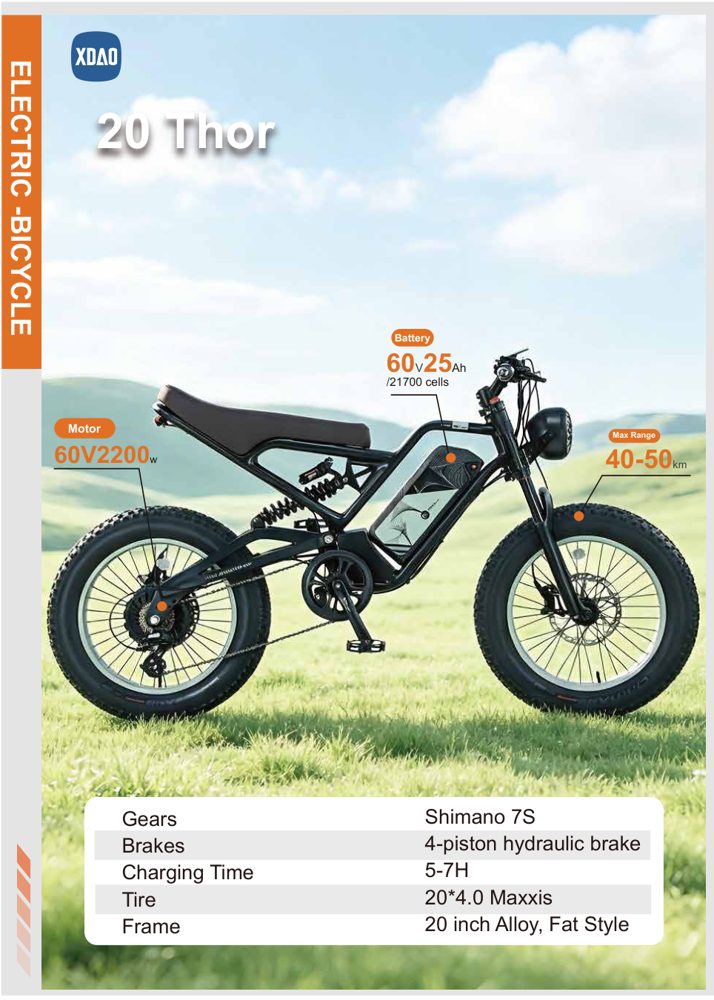 XDAO
ELECTRIC -BICYCLE
20 Thor
Battery
60V25Ah
/21700 cells
Motor
60V2200w
Max Range
40-50km
Gears Shimano 7S
Brakes 4-piston hydraulic brake
Charging Time 5-7H
Tire 20*4.0 Maxxis
Frame 20 inch Alloy, Fat Style